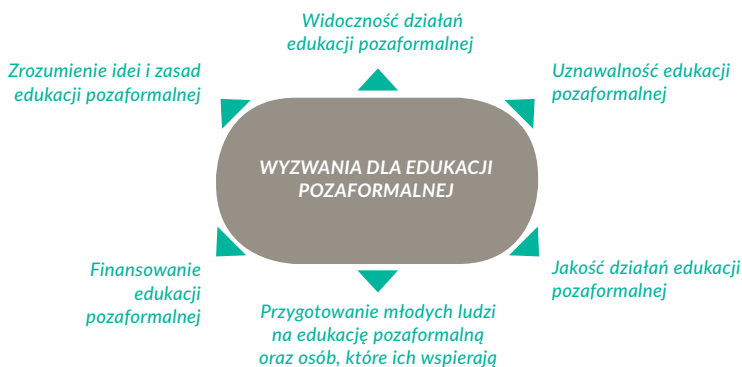 Widoczność działań
edukacji pozaformalnej
Zrozumienie idei i zasad
edukacji pozaformalnej
Uznawalność edukacji
pozaformalnej
WYZWANIA DLA EDUKACJI
POZAFORMALNEJ
Finansowanie
edukacji
pozaformalnej
Jakość działań edukacji
pozaformalnej
Przygotowanie młodych ludzi
na edukację pozaformalną
oraz osób, które ich wspierają